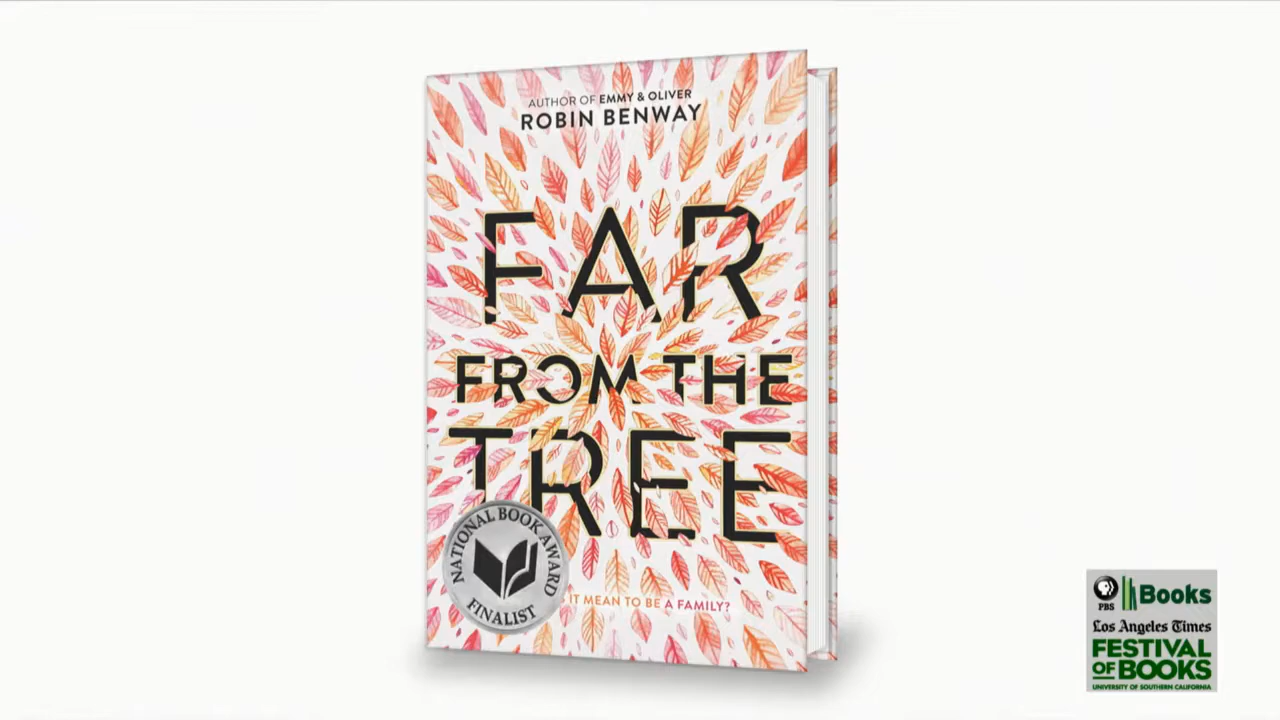 AUTHOR OF EMMY & OLIVER
ROBIN BENWAY
FAR
FROM THE
TREE
NATIONAL BOOK AWARD
FINALIST
IT MEAN TO BE A FAMILY?
PBS
Books
Los Angeles Times
FESTIVAL
OF BOOKS
UNIVERSITY OF SOUTHERN CALIFORNIA